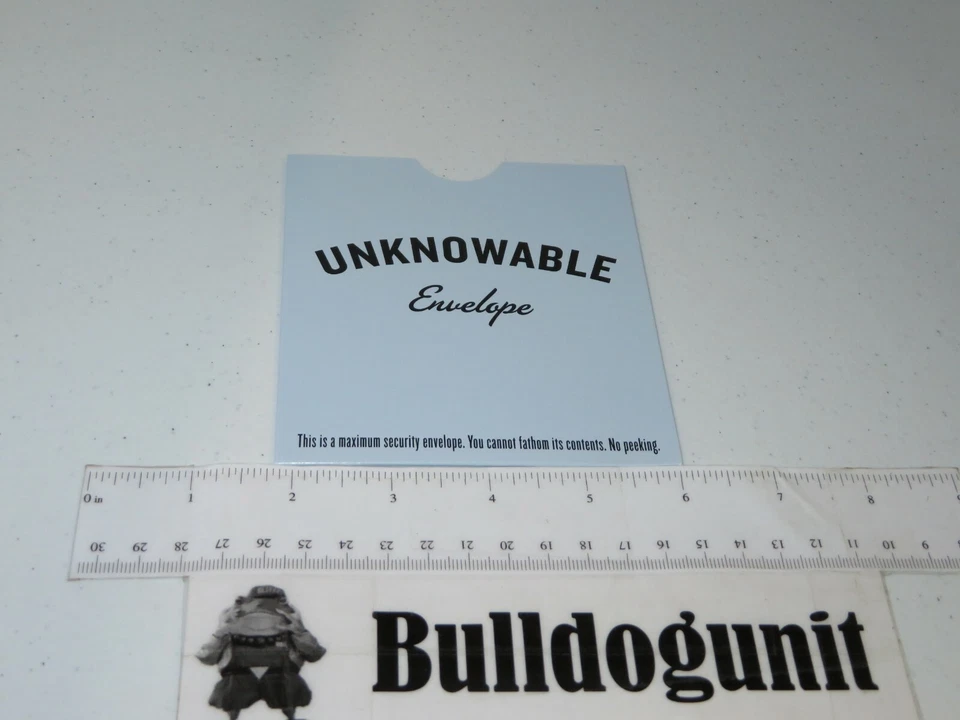 UNKNOWABLE
Envelope
This is a maximum security envelope. You cannot fathom its contents. No peeking.
0 in 1 2 3 4 5 6 7 8
30 29 28 27 26 25 24 23 22 21 20 19 18 17 16 15 14 13 12 11 10 9
Bulldogunit